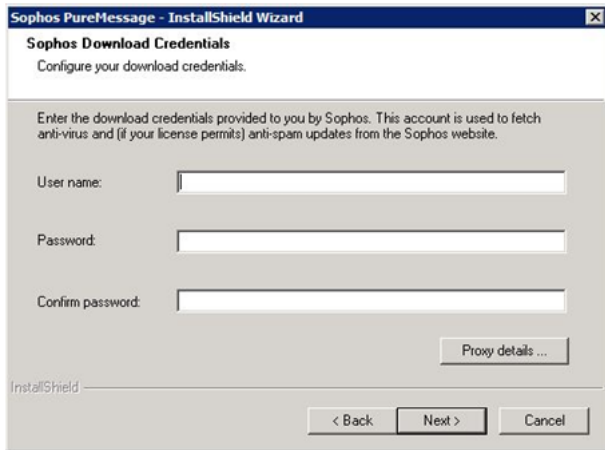 Sophos PureMessage - InstallShield Wizard
Sophos Download Credentials
Configure your download credentials.
Enter the download credentials provided to you by Sophos. This account is used to fetch
anti-virus and (if your license permits) anti-spam updates from the Sophos website.
User name:
Password:
Confirm password:
Proxy details ...
InstallShield
< Back
Next >
Cancel